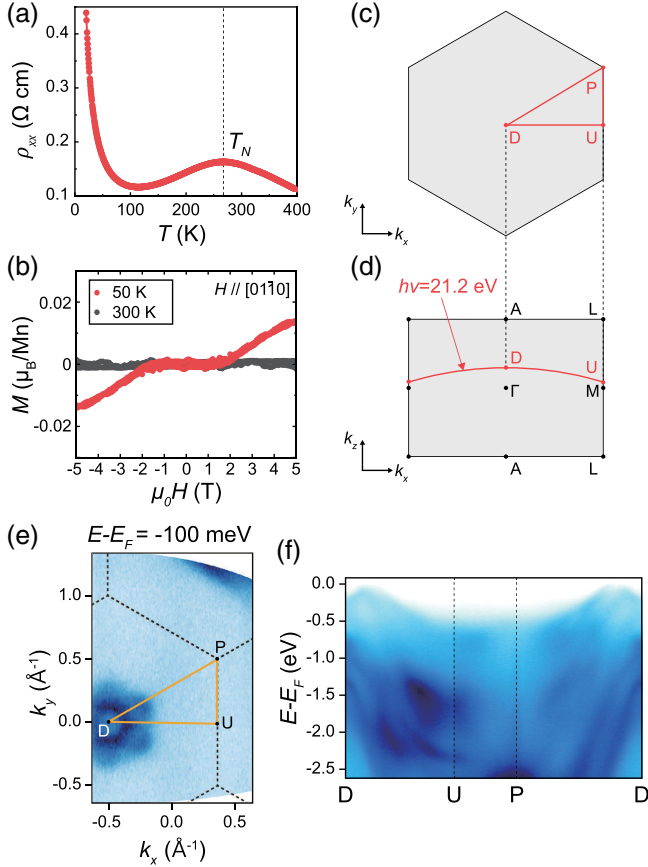 (a)
0.4
0.3
0.2
0.1
ρxx (Ω cm)
TN
0 100 200 300 400
T (K)
(b)
50 K
300 K
H // [011̄0]
0.02
0
-0.02
M (μB/Mn)
-5 -4 -3 -2 -1 0 1 2 3 4 5
μ0H (T)
(c)
P
D
U
ky
kx
(d)
hν=21.2 eV
A
L
D
U
Γ
M
kz
kx
A
L
(e)
E-EF = -100 meV
1.0
0.5
0.0
-0.5
ky (Å-1)
P
D
U
-0.5 0.0 0.5
kx (Å-1)
(f)
0.0
-0.5
-1.0
-1.5
-2.0
-2.5
E-EF (eV)
D U P D